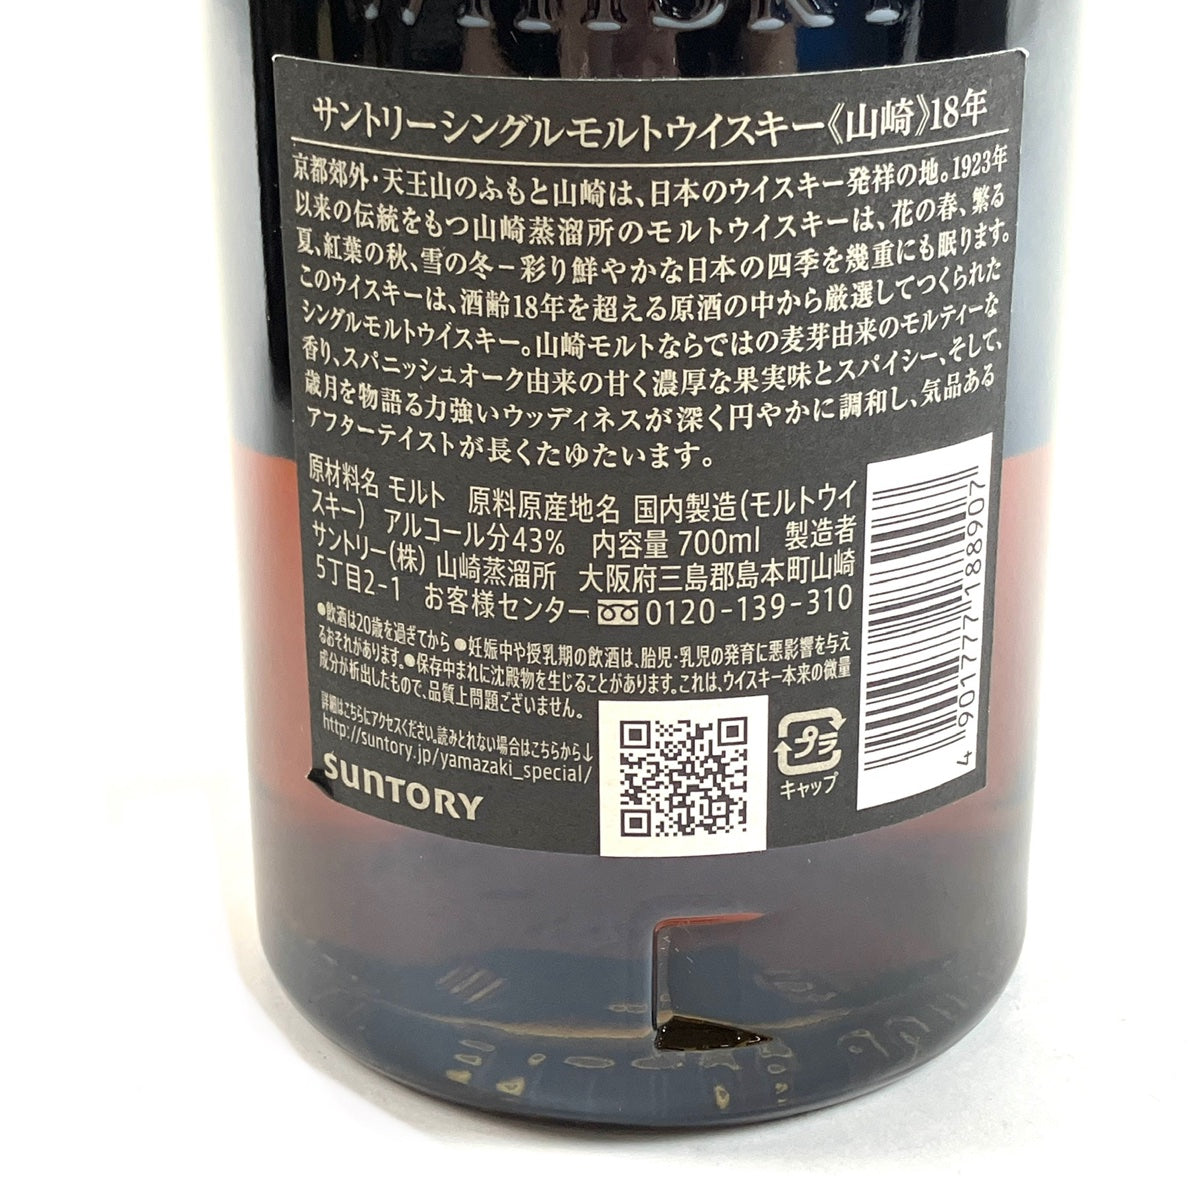 WHISKY
サントリーシングルモルトウイスキー《山崎》18年
京都郊外・天王山のふもと山崎は、日本のウイスキー発祥の地。1923年
以来の伝統をもつ山崎蒸溜所のモルトウイスキーは、花の春、繁る
夏、紅葉の秋、雪の冬−彩り鮮やかな日本の四季を幾重にも眠ります。
このウイスキーは、酒齢18年を超える原酒の中から厳選してつくられた
シングルモルトウイスキー。山崎モルトならではの麦芽由来のモルティーな
香り、スパニッシュオーク由来の甘く濃厚な果実味とスパイシー、そして、
歳月を物語る力強いウッディネスが深く円やかに調和し、気品ある
アフターテイストが長くたゆたいます。
原材料名 モルト 原料原産地名 国内製造(モルトウイ
スキー) アルコール分43% 内容量 700ml 製造者
サントリー(株) 山崎蒸溜所 大阪府三島郡島本町山崎
5丁目2-1 お客様センター 0120-139-310
●飲酒は20歳を過ぎてから ●妊娠中や授乳期の飲酒は、胎児・乳児の発育に悪影響を与え
るおそれがあります。●保存中まれに沈殿物を生じることがあります。これは、ウイスキー本来の微量
成分が析出したもので、品質上問題ございません。
詳細はこちらにアクセスください。読みとれない場合はこちらから↓
http://suntory.jp/yamazaki_special/
SUNTORY
プラ
キャップ
4 901777 188907